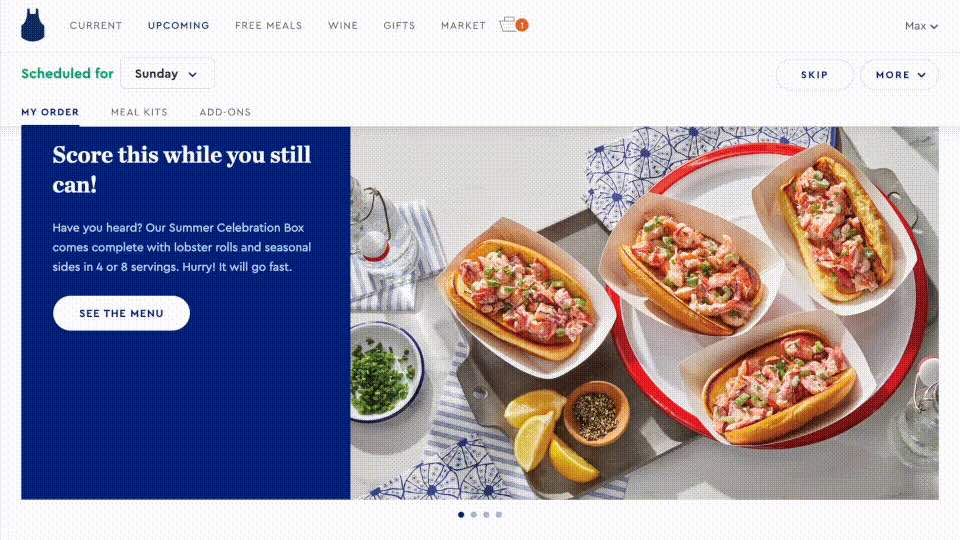 CURRENT UPCOMING FREE MEALS WINE GIFTS MARKET 1 Max
Scheduled for Sunday SKIP MORE
MY ORDER MEAL KITS ADD-ONS
Score this while you still
can!
Have you heard? Our Summer Celebration Box
comes complete with lobster rolls and seasonal
sides in 4 or 8 servings. Hurry! It will go fast.
SEE THE MENU